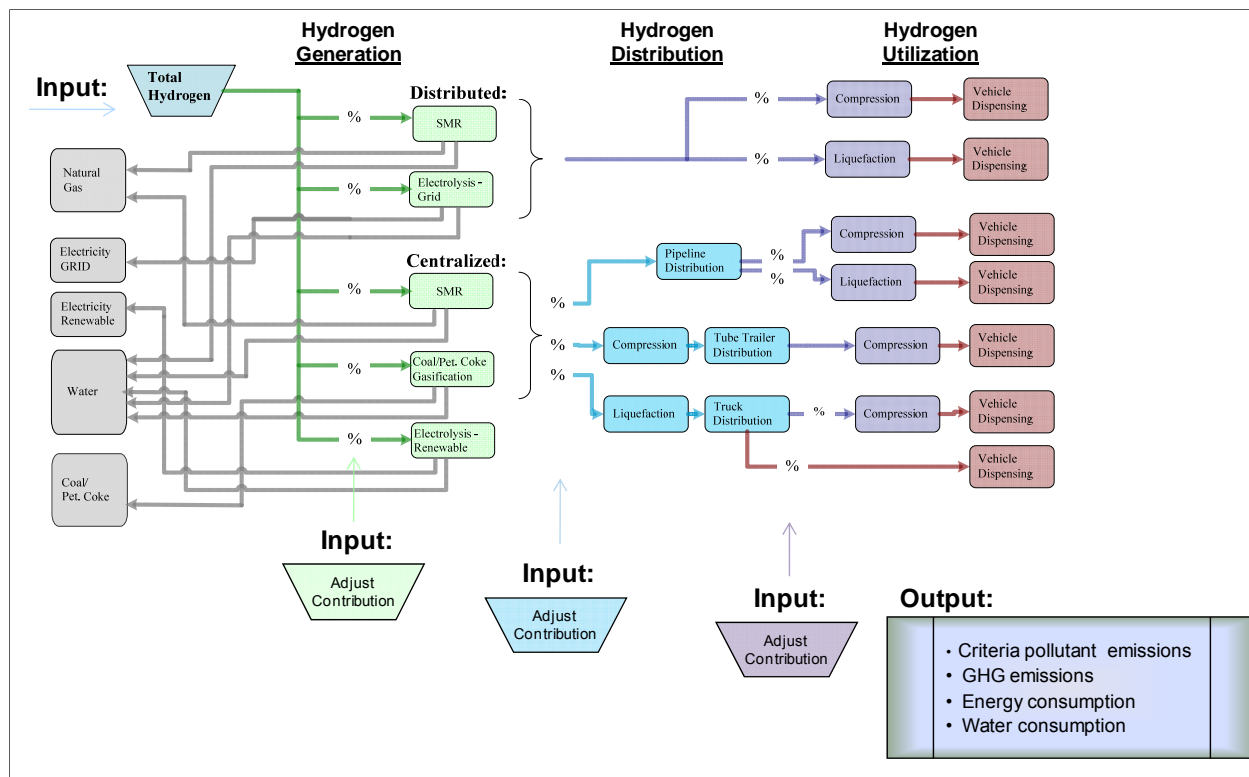 Hydrogen
Generation
Hydrogen
Distribution
Hydrogen
Utilization
Input:
Total
Hydrogen
Distributed:
%
SMR
%
Electrolysis -
Grid
Centralized:
%
SMR
%
Coal/Pet. Coke
Gasification
%
Electrolysis -
Renewable
Natural
Gas
Electricity
GRID
Electricity
Renewable
Water
Coal/
Pet. Coke
%
Compression
Vehicle
Dispensing
%
Liquefaction
Vehicle
Dispensing
%
Pipeline
Distribution
%
Compression
Vehicle
Dispensing
%
Liquefaction
Vehicle
Dispensing
%
Compression
Tube Trailer
Distribution
Compression
Vehicle
Dispensing
%
Liquefaction
Truck
Distribution
%
Compression
Vehicle
Dispensing
%
Vehicle
Dispensing
Input:
Adjust
Contribution
Input:
Adjust
Contribution
Input:
Adjust
Contribution
Output:
• Criteria pollutant emissions
• GHG emissions
• Energy consumption
• Water consumption